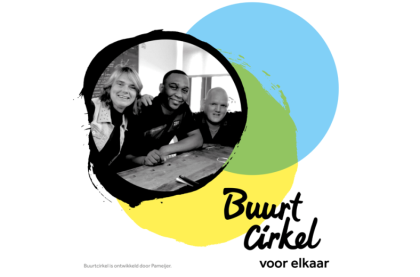 Buurt
Cirkel
voor elkaar
Buurtcirkel is ontwikkeld door Pameijer.